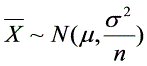 X̄ ~ N(μ, σ²/n)